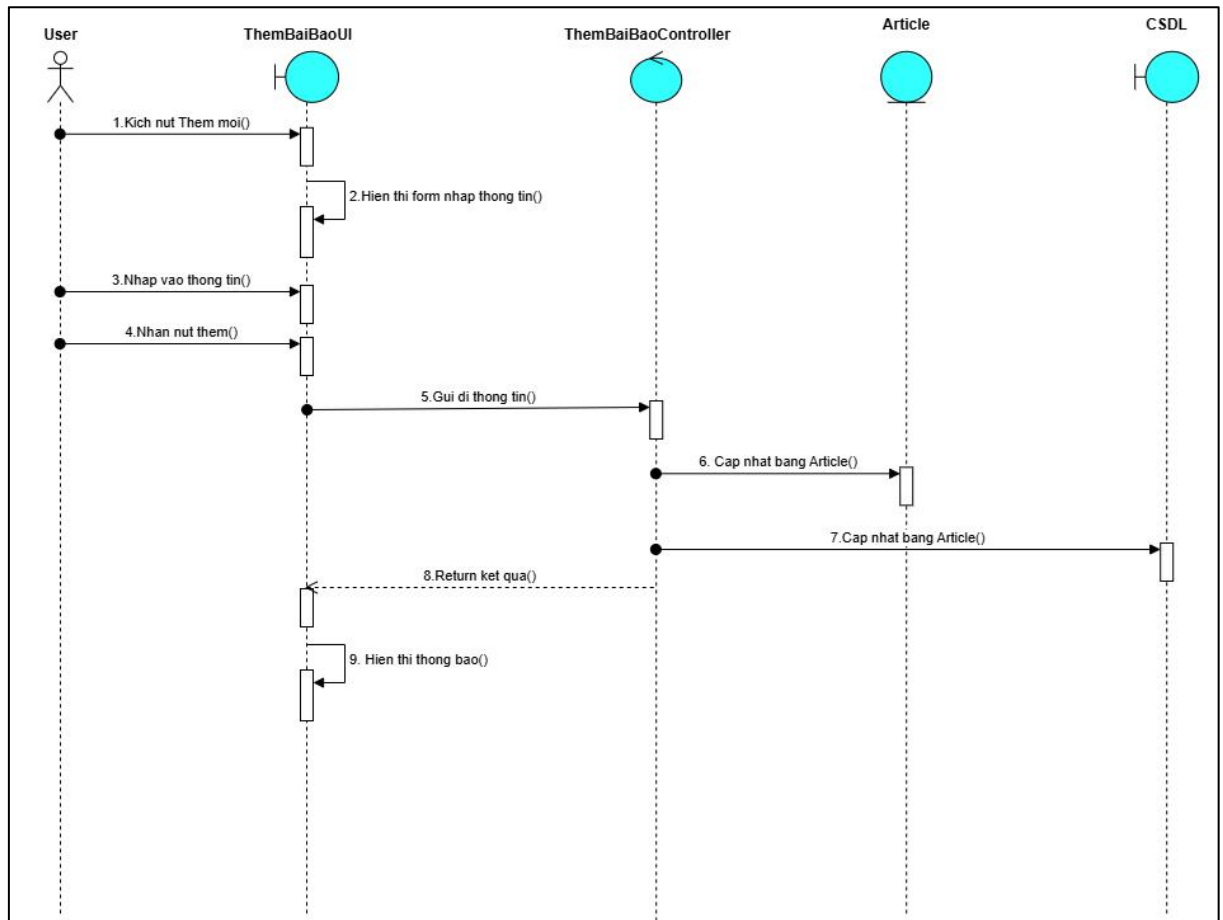 User
ThemBaiBaoUI
ThemBaiBaoController
Article
CSDL
1.Kich nut Them moi()
2.Hien thi form nhap thong tin()
3.Nhap vao thong tin()
4.Nhan nut them()
5.Gui di thong tin()
6. Cap nhat bang Article()
7.Cap nhat bang Article()
8.Return ket qua()
9. Hien thi thong bao()